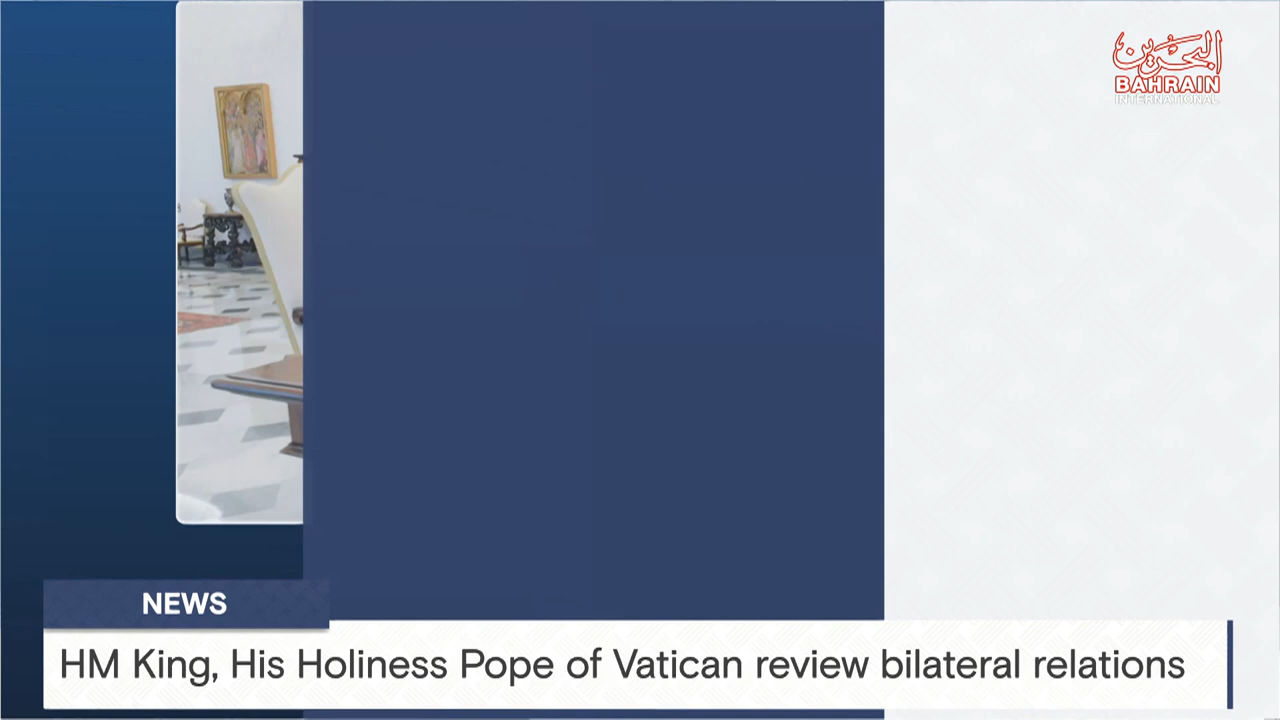 البحرين
BAHRAIN
INTERNATIONAL
NEWS
HM King, His Holiness Pope of Vatican review bilateral relations